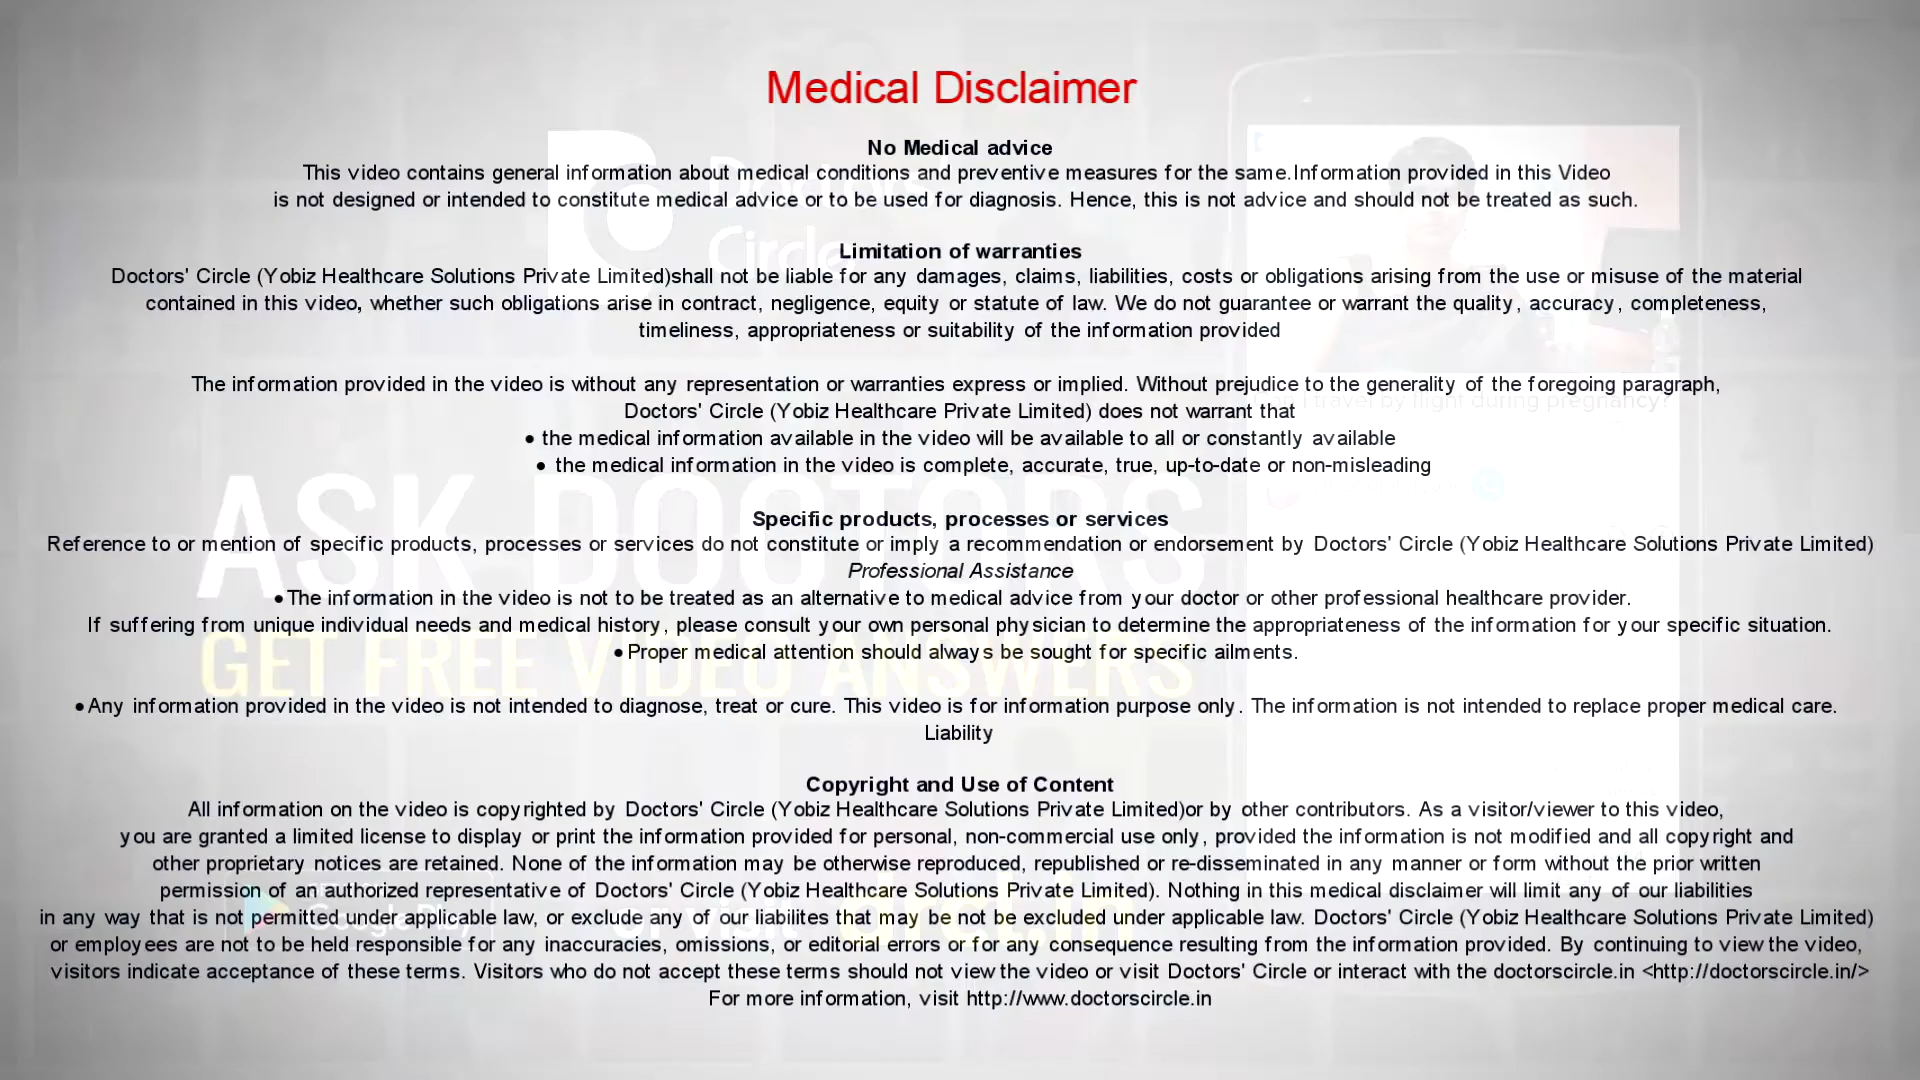 Medical Disclaimer
No Medical advice
This video contains general information about medical conditions and preventive measures for the same.Information provided in this Video
is not designed or intended to constitute medical advice or to be used for diagnosis. Hence, this is not advice and should not be treated as such.
Limitation of warranties
Doctors' Circle (Yobiz Healthcare Solutions Private Limited)shall not be liable for any damages, claims, liabilities, costs or obligations arising from the use or misuse of the material
contained in this video, whether such obligations arise in contract, negligence, equity or statute of law. We do not guarantee or warrant the quality, accuracy, completeness,
timeliness, appropriateness or suitability of the information provided
The information provided in the video is without any representation or warranties express or implied. Without prejudice to the generality of the foregoing paragraph,
Doctors' Circle (Yobiz Healthcare Private Limited) does not warrant that
• the medical information available in the video will be available to all or constantly available
• the medical information in the video is complete, accurate, true, up-to-date or non-misleading
Specific products, processes or services
Reference to or mention of specific products, processes or services do not constitute or imply a recommendation or endorsement by Doctors' Circle (Yobiz Healthcare Solutions Private Limited)
Professional Assistance
•The information in the video is not to be treated as an alternative to medical advice from your doctor or other professional healthcare provider.
If suffering from unique individual needs and medical history, please consult your own personal physician to determine the appropriateness of the information for your specific situation.
•Proper medical attention should always be sought for specific ailments.
•Any information provided in the video is not intended to diagnose, treat or cure. This video is for information purpose only. The information is not intended to replace proper medical care.
Liability
Copyright and Use of Content
All information on the video is copyrighted by Doctors' Circle (Yobiz Healthcare Solutions Private Limited)or by other contributors. As a visitor/viewer to this video,
you are granted a limited license to display or print the information provided for personal, non-commercial use only, provided the information is not modified and all copyright and
other proprietary notices are retained. None of the information may be otherwise reproduced, republished or re-disseminated in any manner or form without the prior written
permission of an authorized representative of Doctors' Circle (Yobiz Healthcare Solutions Private Limited). Nothing in this medical disclaimer will limit any of our liabilities
in any way that is not permitted under applicable law, or exclude any of our liabilites that may be not be excluded under applicable law. Doctors' Circle (Yobiz Healthcare Solutions Private Limited)
or employees are not to be held responsible for any inaccuracies, omissions, or editorial errors or for any consequence resulting from the information provided. By continuing to view the video,
visitors indicate acceptance of these terms. Visitors who do not accept these terms should not view the video or visit Doctors' Circle or interact with the doctorscircle.in <http://doctorscircle.in/>
For more information, visit http://www.doctorscircle.in
Doctors'
Circle
ASK DOCTORS
GET FREE VIDEO ANSWERS
Google Play
or visit drcl.in
I travel by flight during pregnancy?